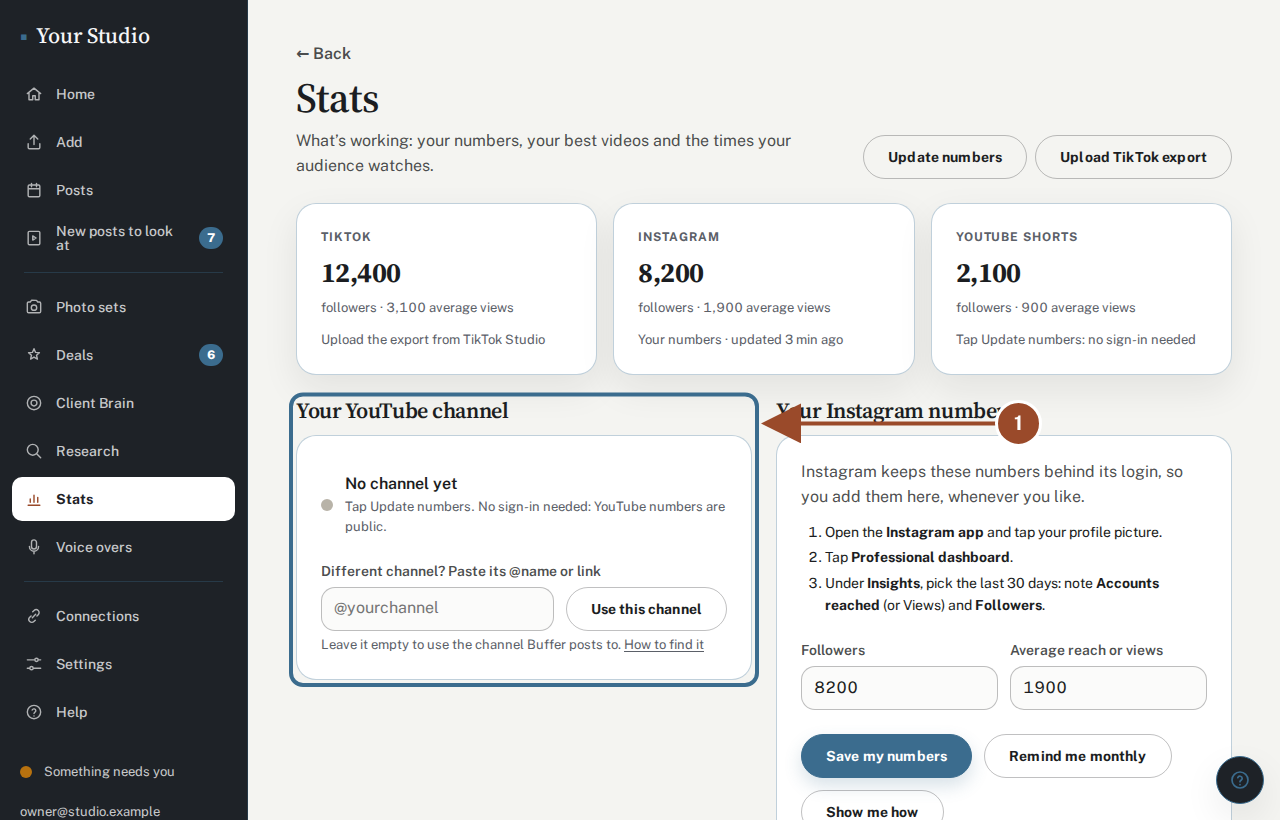 Your Studio
Home
Add
Posts
New posts to look
at
7
Photo sets
Deals
6
Client Brain
Research
Stats
Voice overs
Connections
Settings
Help
Something needs you
owner@studio.example
← Back
Stats
What's working: your numbers, your best videos and the times your
audience watches.
Update numbers
Upload TikTok export
TIKTOK
12,400
followers · 3,100 average views
Upload the export from TikTok Studio
INSTAGRAM
8,200
followers · 1,900 average views
Your numbers · updated 3 min ago
YOUTUBE SHORTS
2,100
followers · 900 average views
Tap Update numbers: no sign-in needed
Your YouTube channel
No channel yet
Tap Update numbers. No sign-in needed: YouTube numbers are
public.
Different channel? Paste its @name or link
@yourchannel
Use this channel
Leave it empty to use the channel Buffer posts to. How to find it
Your Instagram number
1
Instagram keeps these numbers behind its login, so
you add them here, whenever you like.
1. Open the Instagram app and tap your profile picture.
2. Tap Professional dashboard.
3. Under Insights, pick the last 30 days: note Accounts
reached (or Views) and Followers.
Followers
8200
Average reach or views
1900
Save my numbers
Remind me monthly
Show me how